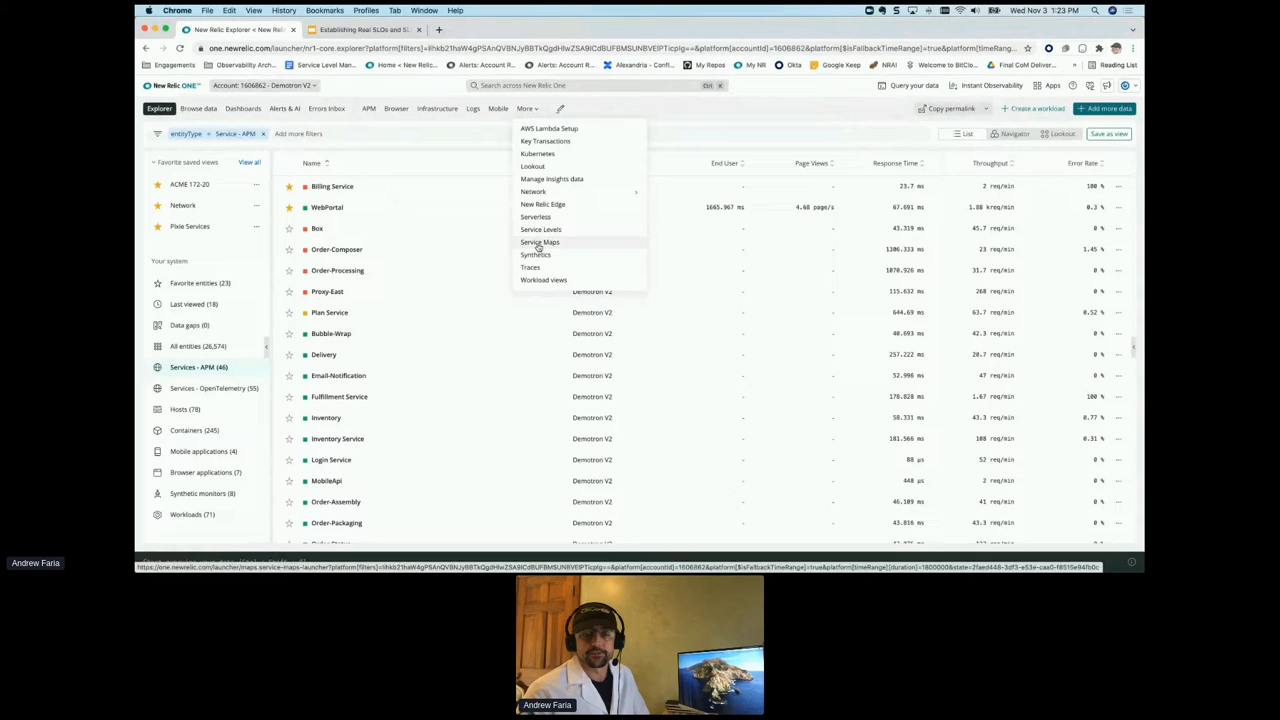 Chrome File Edit View History Bookmarks Profiles Tab Window Help Wed Nov 3 1:23 PM
New Relic Explorer < New Rel Establishing Real SLOs and SL
Engagements Observability Arch Service Level Man Home < New Relic Alerts: Account: R Alerts: Account R Alexandria - Confl My Repos My NR Okta Google Keep NRAI Welcome to BitClo Final CoM Deliver Reading List
New Relic ONE Account: 1606862 - Demotron V2 Search across New Relic Ctrl Query your data Instant Observability Apps
Explorer Browse data Dashboards Alerts & AI Errors Inbox APM Browser Infrastructure Logs Mobile More Copy permalink + Create a workload + Add more data
entityType = Service - APM × Add more filters List Navigator Lookout Save as view
AWS Lambda Setup
Key Transactions
Kubernetes
Lookout
Manage Insights data
Network
New Relic Edge
Serverless
Service Levels
Service Maps
Synthetics
Traces
Workload views
Favorite saved views View all
ACME 172-20
Network
Pixie Services
Your system
Favorite entities (23)
Last viewed (18)
Data gaps (0)
All entities (26,574)
Services - APM (46)
Services - OpenTelemetry (55)
Hosts (78)
Containers (245)
Mobile applications (4)
Browser applications (7)
Synthetic monitors (8)
Workloads (71)
Name End User Page Views Response Time Throughput Error Rate
Billing Service - - 23.7 ms 2 req/min 100 %
WebPortal 1665.967 ms 4.68 page/s 67.691 ms 1.88 kreq/min 0.3 %
Box - - 43.319 ms 45.7 req/min 0 %
Order-Composer - - 1306.333 ms 23 req/min 0 %
Order-Processing - - 1070.926 ms 31.7 req/min 0 %
Proxy-East Demotron V2 - - 115.632 ms 268 req/min 0 %
Plan Service Demotron V2 - - 644.69 ms 63.7 req/min 0.52 %
Bubble-Wrap Demotron V2 - - 40.693 ms 42.3 req/min 0 %
Delivery Demotron V2 - - 257.222 ms 20.7 req/min 0 %
Email-Notification Demotron V2 - - 52.996 ms 47 req/min 0 %
Fulfillment Service Demotron V2 - - 178.828 ms 1.67 req/min 100 %
Inventory Demotron V2 - - 58.331 ms 43.3 req/min 0.77 %
Inventory Service Demotron V2 - - 181.566 ms 108 req/min 0.31 %
Login Service Demotron V2 - - 88 µs 52 req/min 0 %
MobileApi Demotron V2 - - 448 µs 2 req/min 0 %
Order-Assembly Demotron V2 - - 46.109 ms 41 req/min 0 %
Order-Packaging Demotron V2 - - 43.816 ms 43.3 req/min 0 %
Andrew Faria
Andrew Faria